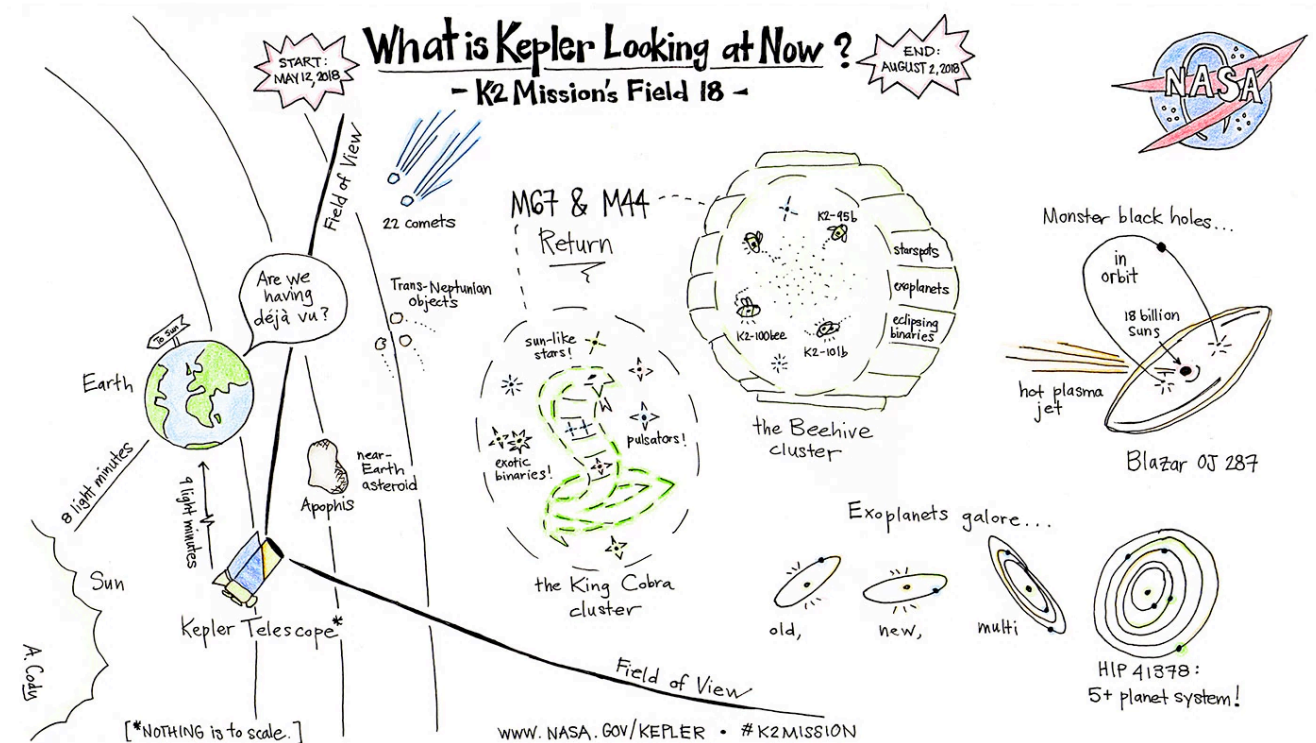 START:
MAY 12, 2018
What is Kepler Looking at Now?
- K2 Mission's Field 18 -
END:
AUGUST 2, 2018
NASA
Field of View
22 comets
Trans-Neptunian
objects
Are we
having
déjà vu?
To Sun
Earth
8 light minutes
9 light minutes
Sun
near-
Earth
asteroid
Apophis
Kepler Telescope*
A. Cody
[*NOTHING is to scale.]
M67 & M44
Return
sun-like
stars!
pulsators!
exotic
binaries!
the King Cobra
cluster
K2-95b
K2-100bee
K2-101b
starspots
exoplanets
eclipsing
binaries
the Beehive
cluster
Monster black holes...
in
orbit
18 billion
suns
hot plasma
jet
Blazar OJ 287
Exoplanets galore...
old,
new,
multi
HIP 41378:
5+ planet system!
Field of View
WWW.NASA.GOV/KEPLER • #K2MISSION